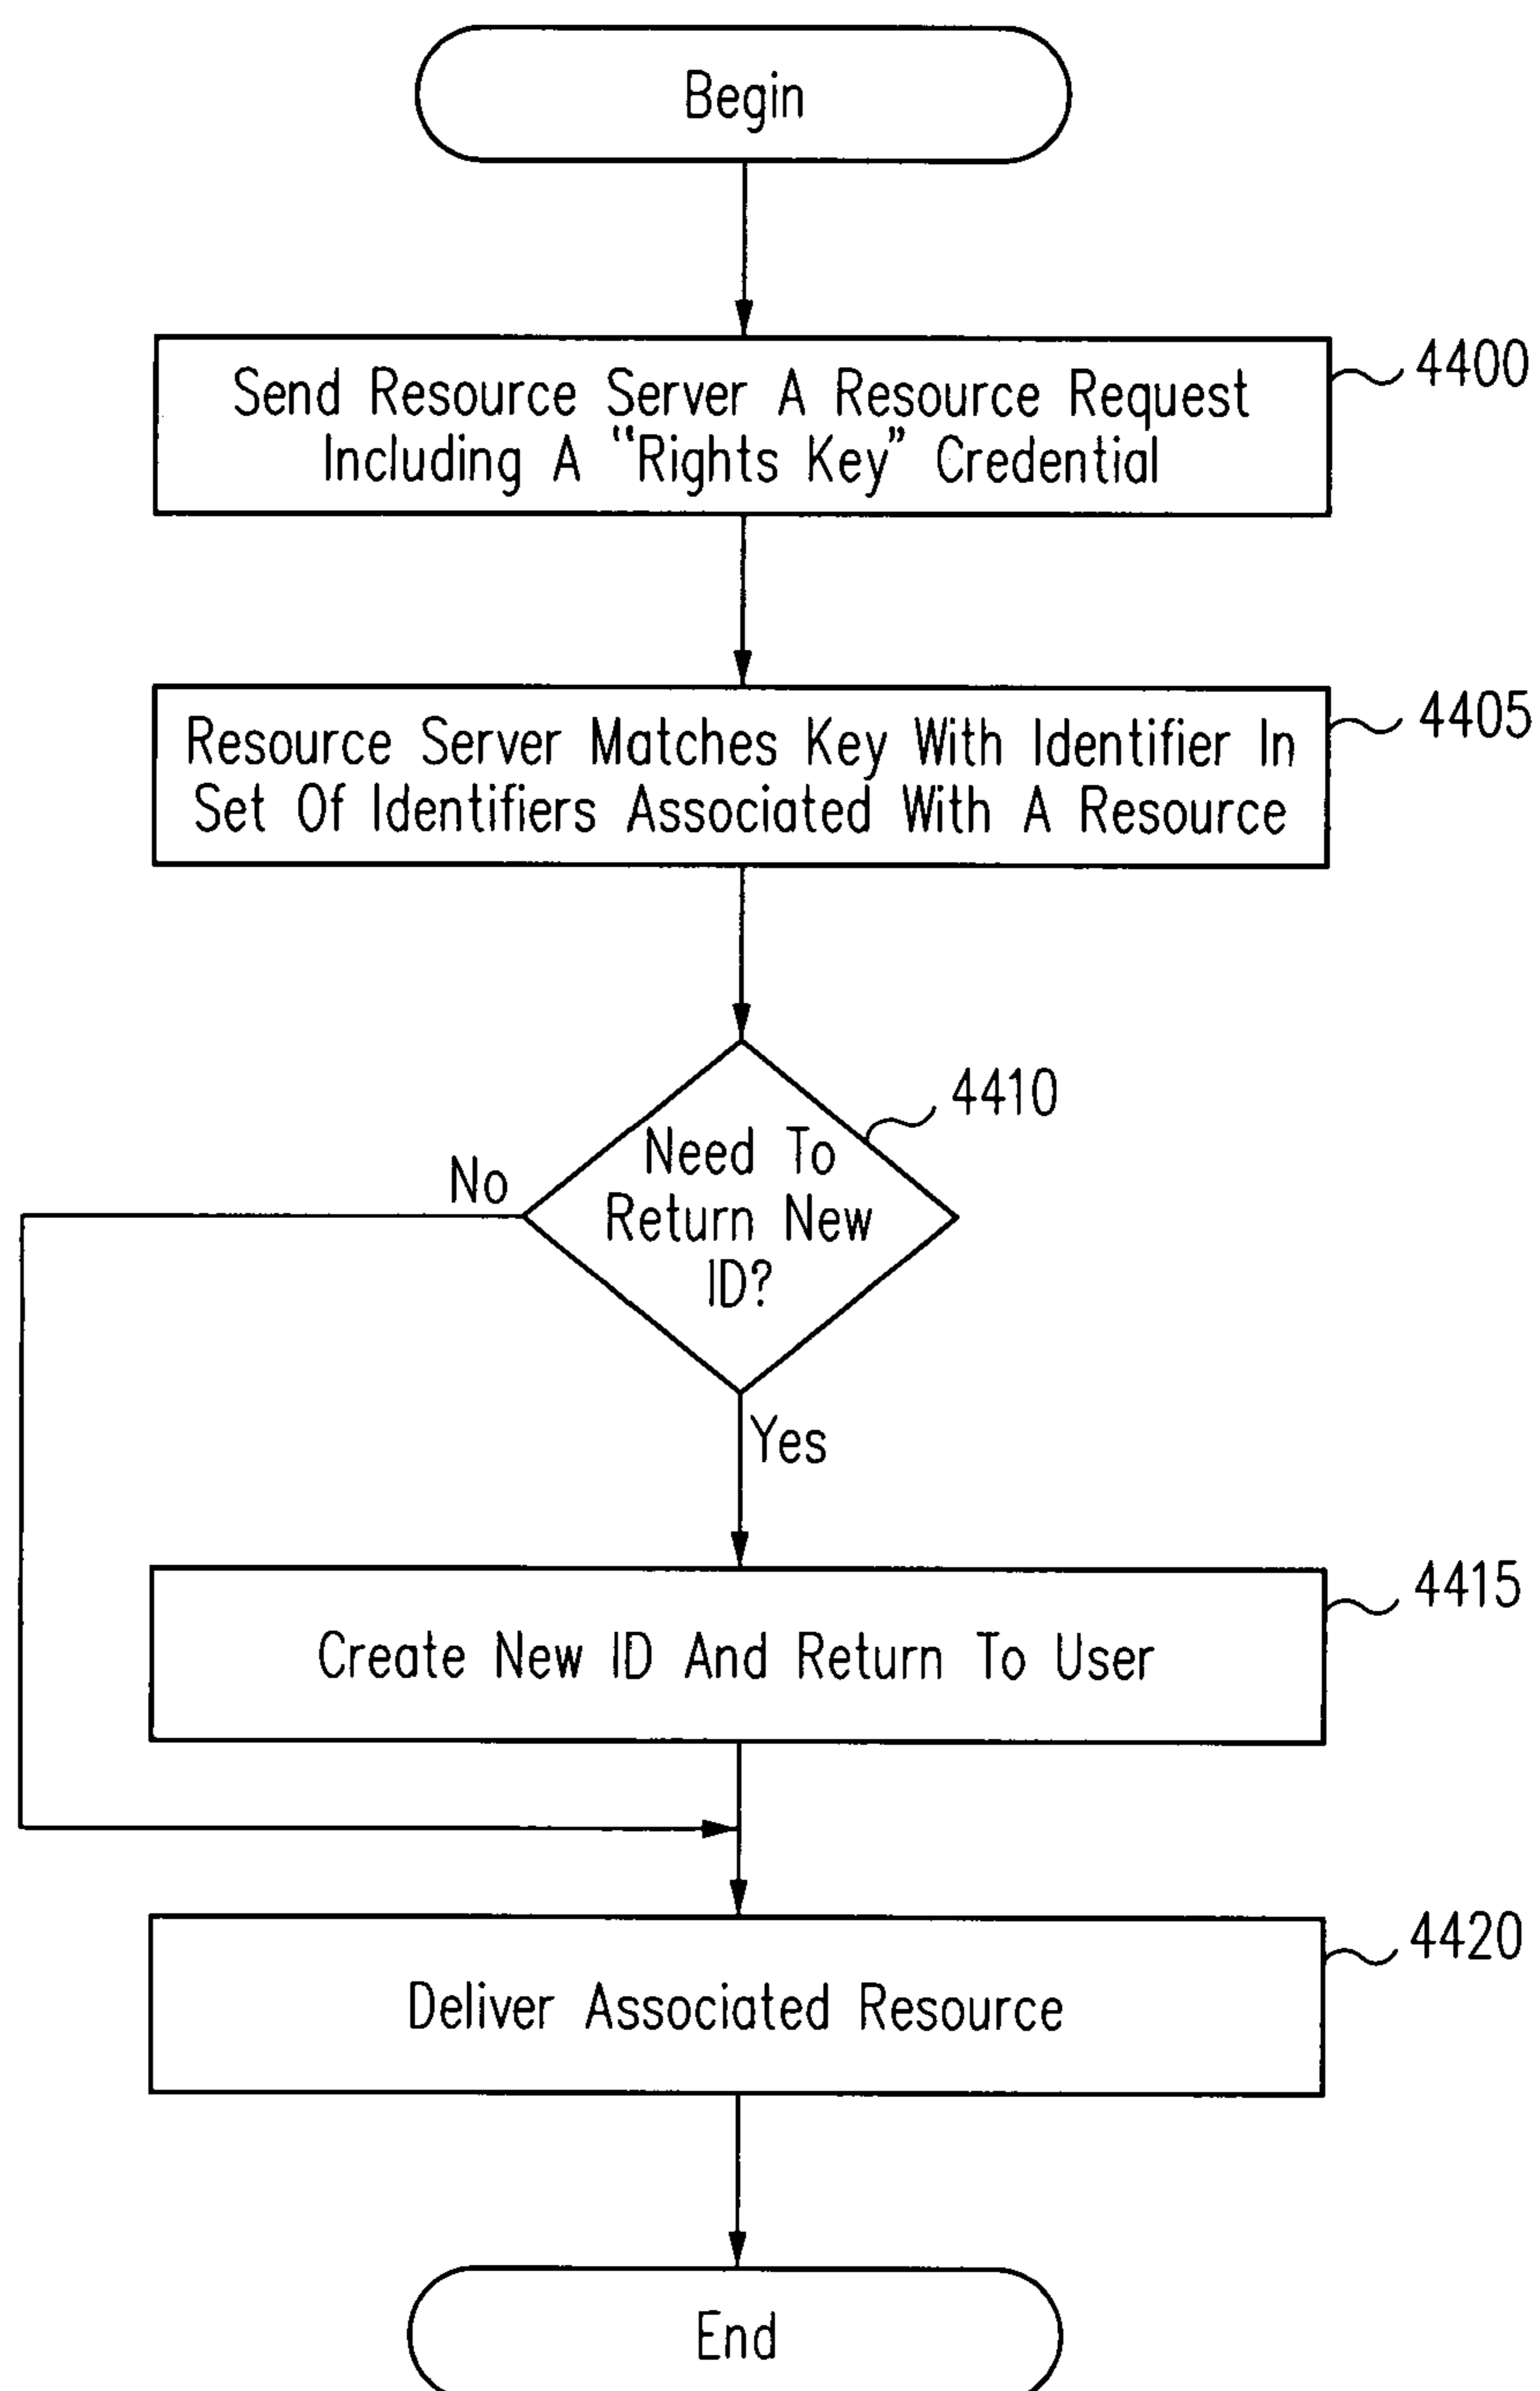 Begin
Send Resource Server A Resource Request
Including A "Rights Key" Credential
4400
Resource Server Matches Key With Identifier In
Set Of Identifiers Associated With A Resource
4405
4410
Need To
Return New
ID?
No
Yes
Create New ID And Return To User
4415
Deliver Associated Resource
4420
End